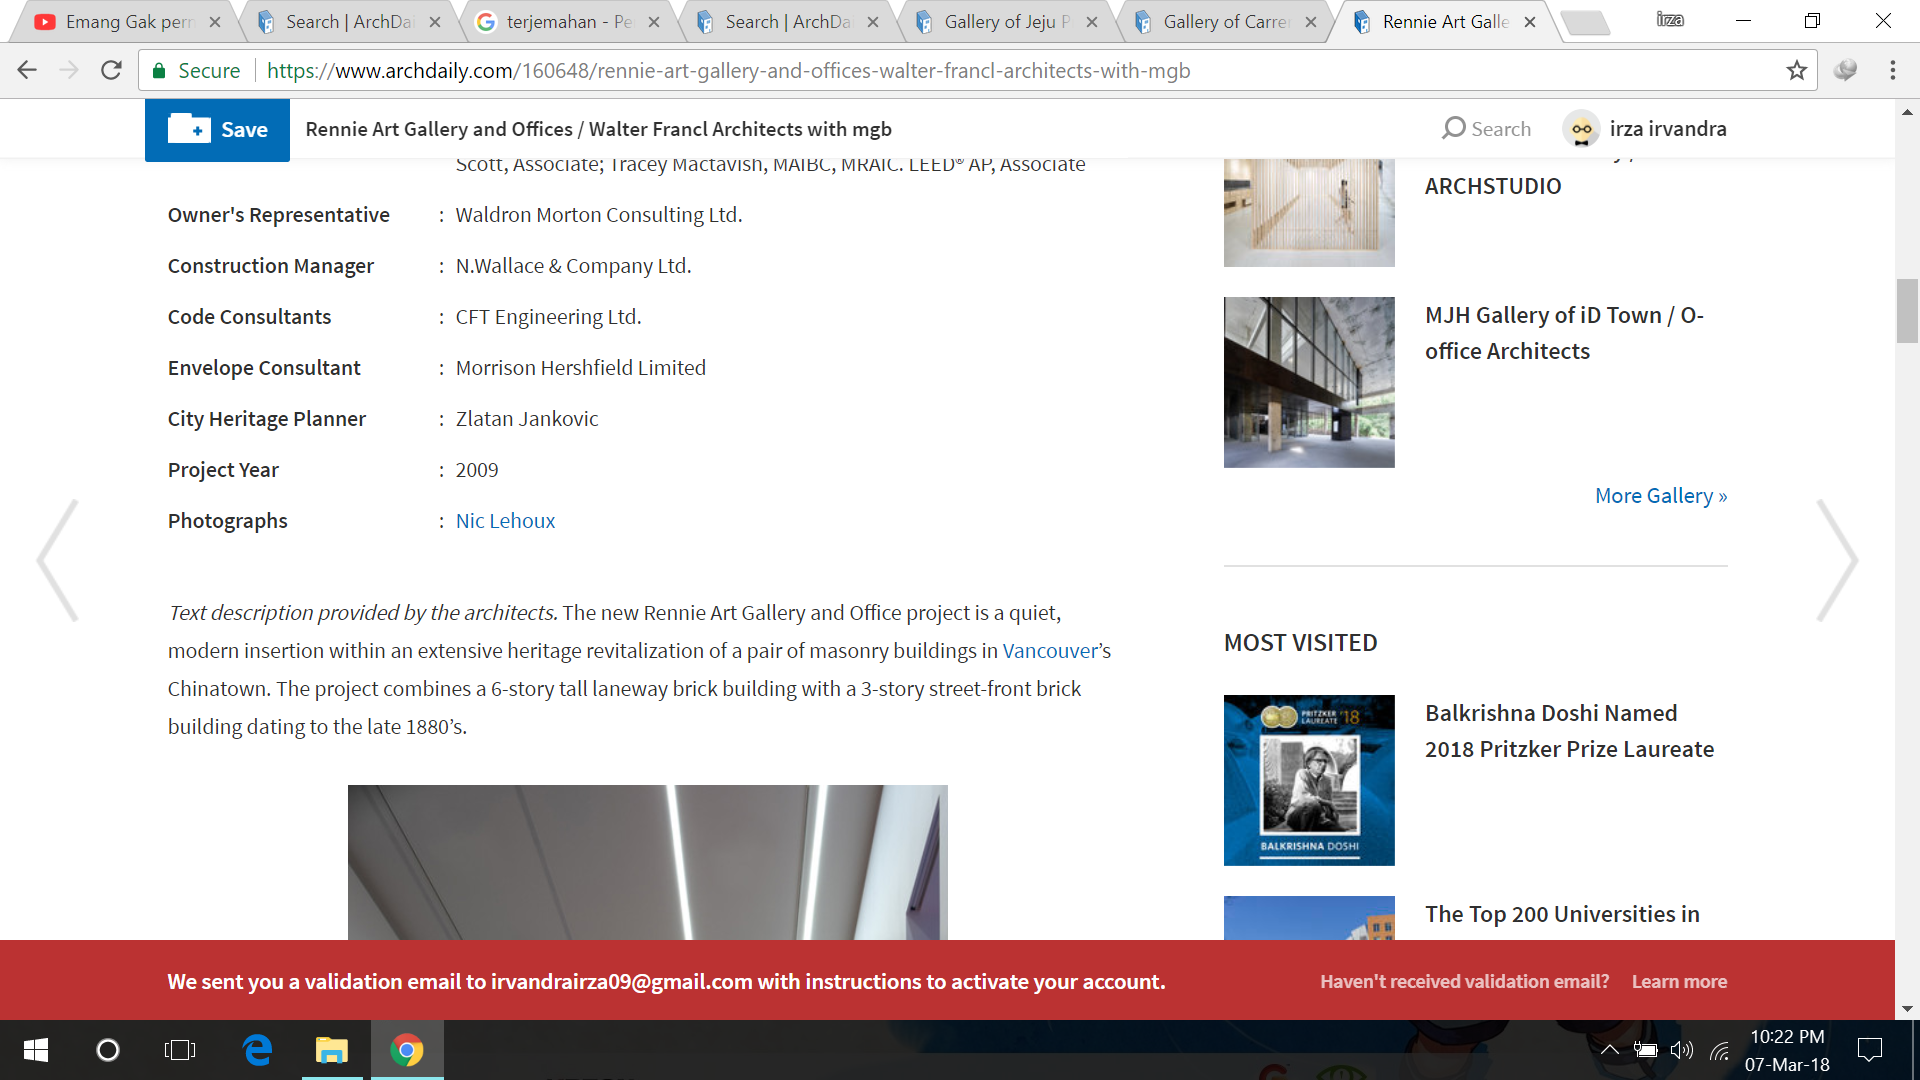 Emang Gak pern
Search | ArchDai
terjemahan - Pe
Search | ArchDa
Gallery of Jeju P
Gallery of Carre
Rennie Art Galle
irza
Secure
https://www.archdaily.com/160648/rennie-art-gallery-and-offices-walter-francl-architects-with-mgb
Save
Rennie Art Gallery and Offices / Walter Francl Architects with mgb
Search
irza irvandra
Scott, Associate; Tracey Mactavish, MAIBC, MRAIC. LEED® AP, Associate
Owner's Representative : Waldron Morton Consulting Ltd.
Construction Manager : N.Wallace & Company Ltd.
Code Consultants : CFT Engineering Ltd.
Envelope Consultant : Morrison Hershfield Limited
City Heritage Planner : Zlatan Jankovic
Project Year : 2009
Photographs : Nic Lehoux
Text description provided by the architects. The new Rennie Art Gallery and Office project is a quiet,
modern insertion within an extensive heritage revitalization of a pair of masonry buildings in Vancouver’s
Chinatown. The project combines a 6-story tall laneway brick building with a 3-story street-front brick
building dating to the late 1880’s.
ARCHSTUDIO
MJH Gallery of iD Town / O-
office Architects
More Gallery »
MOST VISITED
PRITZKER
LAUREATE '18
BALKRISHNA DOSHI
Balkrishna Doshi Named
2018 Pritzker Prize Laureate
The Top 200 Universities in
We sent you a validation email to irvandrairza09@gmail.com with instructions to activate your account.
Haven't received validation email?
Learn more
10:22 PM
07-Mar-18